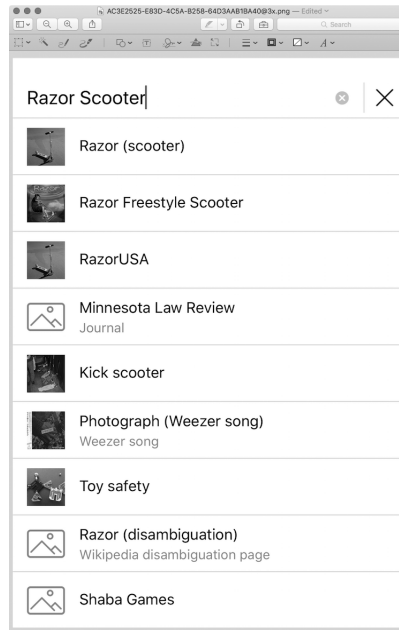 AC3E2525-E83D-4C5A-B258-64D3AAB1BA40@3x.png — Edited
Search
Razor Scooter
Razor (scooter)
Razor Freestyle Scooter
RazorUSA
Minnesota Law Review
Journal
Kick scooter
Photograph (Weezer song)
Weezer song
Toy safety
Razor (disambiguation)
Wikipedia disambiguation page
Shaba Games